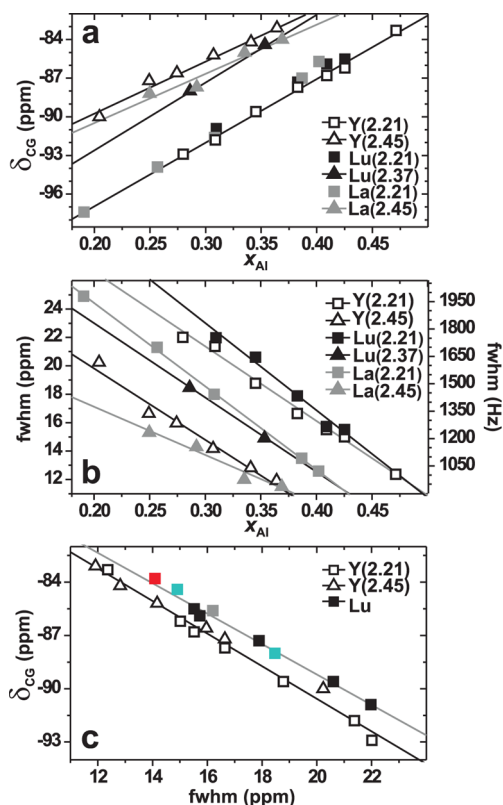 a
-84
-87
-90
-93
-96
δCG (ppm)
Y(2.21)
Y(2.45)
Lu(2.21)
Lu(2.37)
La(2.21)
La(2.45)
0.20 0.25 0.30 0.35 0.40 0.45
xAl
24
22
20
18
16
14
12
fwhm (ppm)
Y(2.21)
Y(2.45)
Lu(2.21)
Lu(2.37)
La(2.21)
La(2.45)
1950
1800
1650
1500
1350
1200
1050
fwhm (Hz)
b
0.20 0.25 0.30 0.35 0.40 0.45
xAl
-84
-87
-90
-93
δCG (ppm)
Y(2.21)
Y(2.45)
Lu
c
12 14 16 18 20 22
fwhm (ppm)